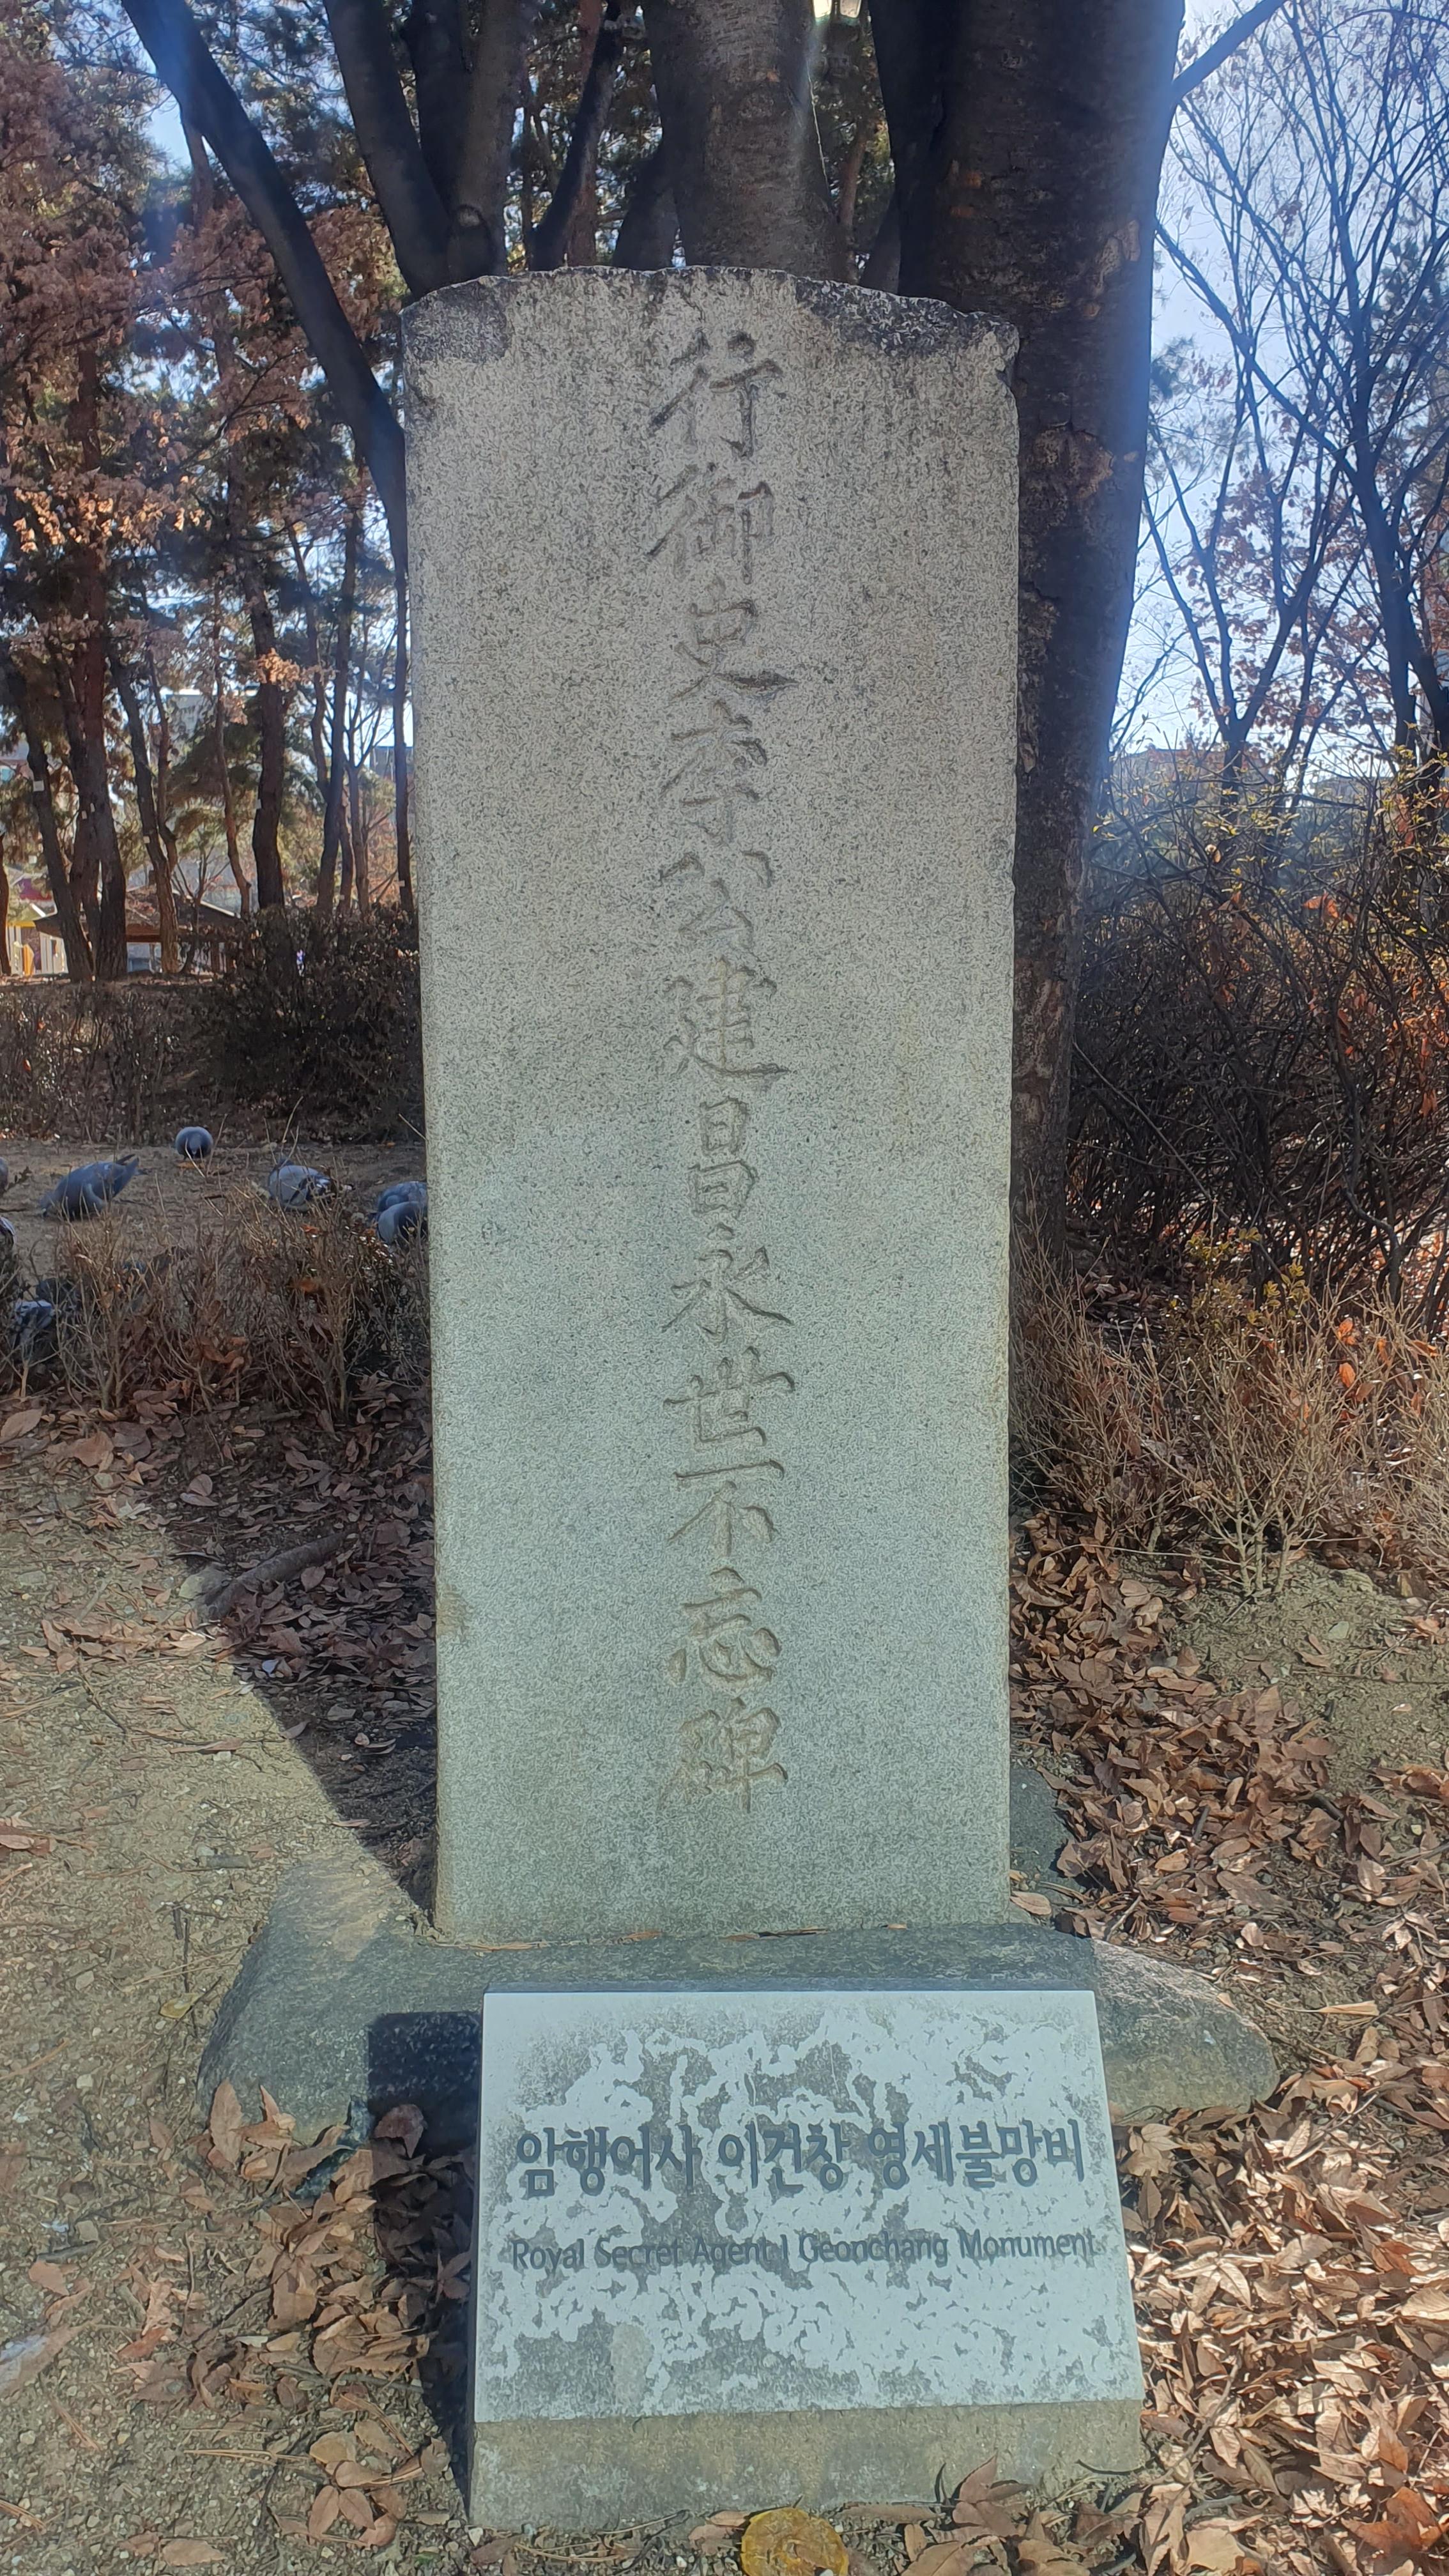 行御史李公建昌永世不忘碑
암행어사 이건창 영세불망비
Royal Secret Agent I Geonchang Monument